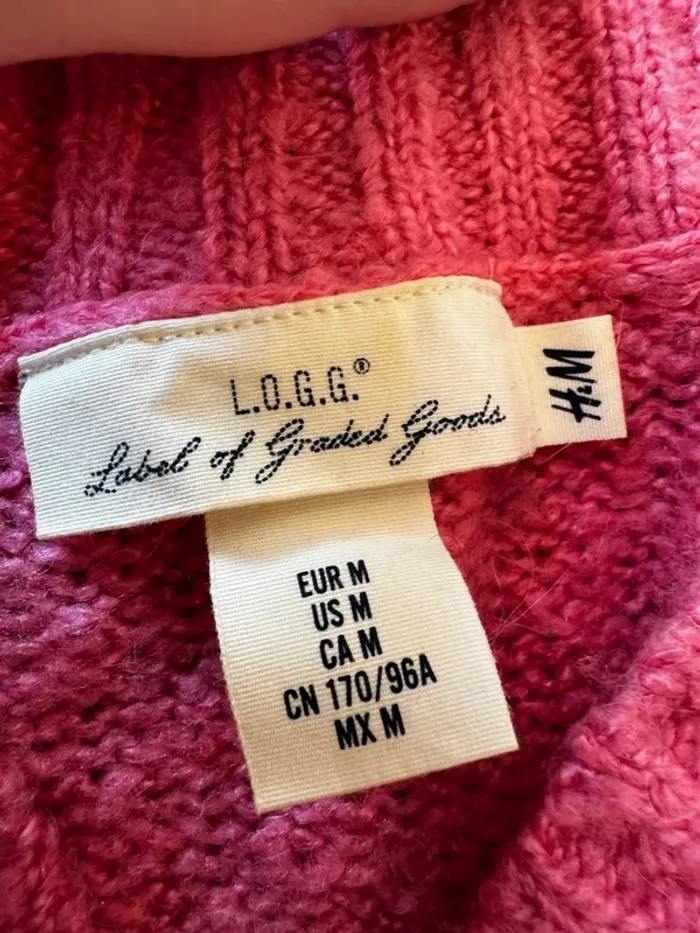 L.O.G.G.®
Label of Graded Goods
H&M
EUR M
US M
CA M
CN 170/96A
MX M